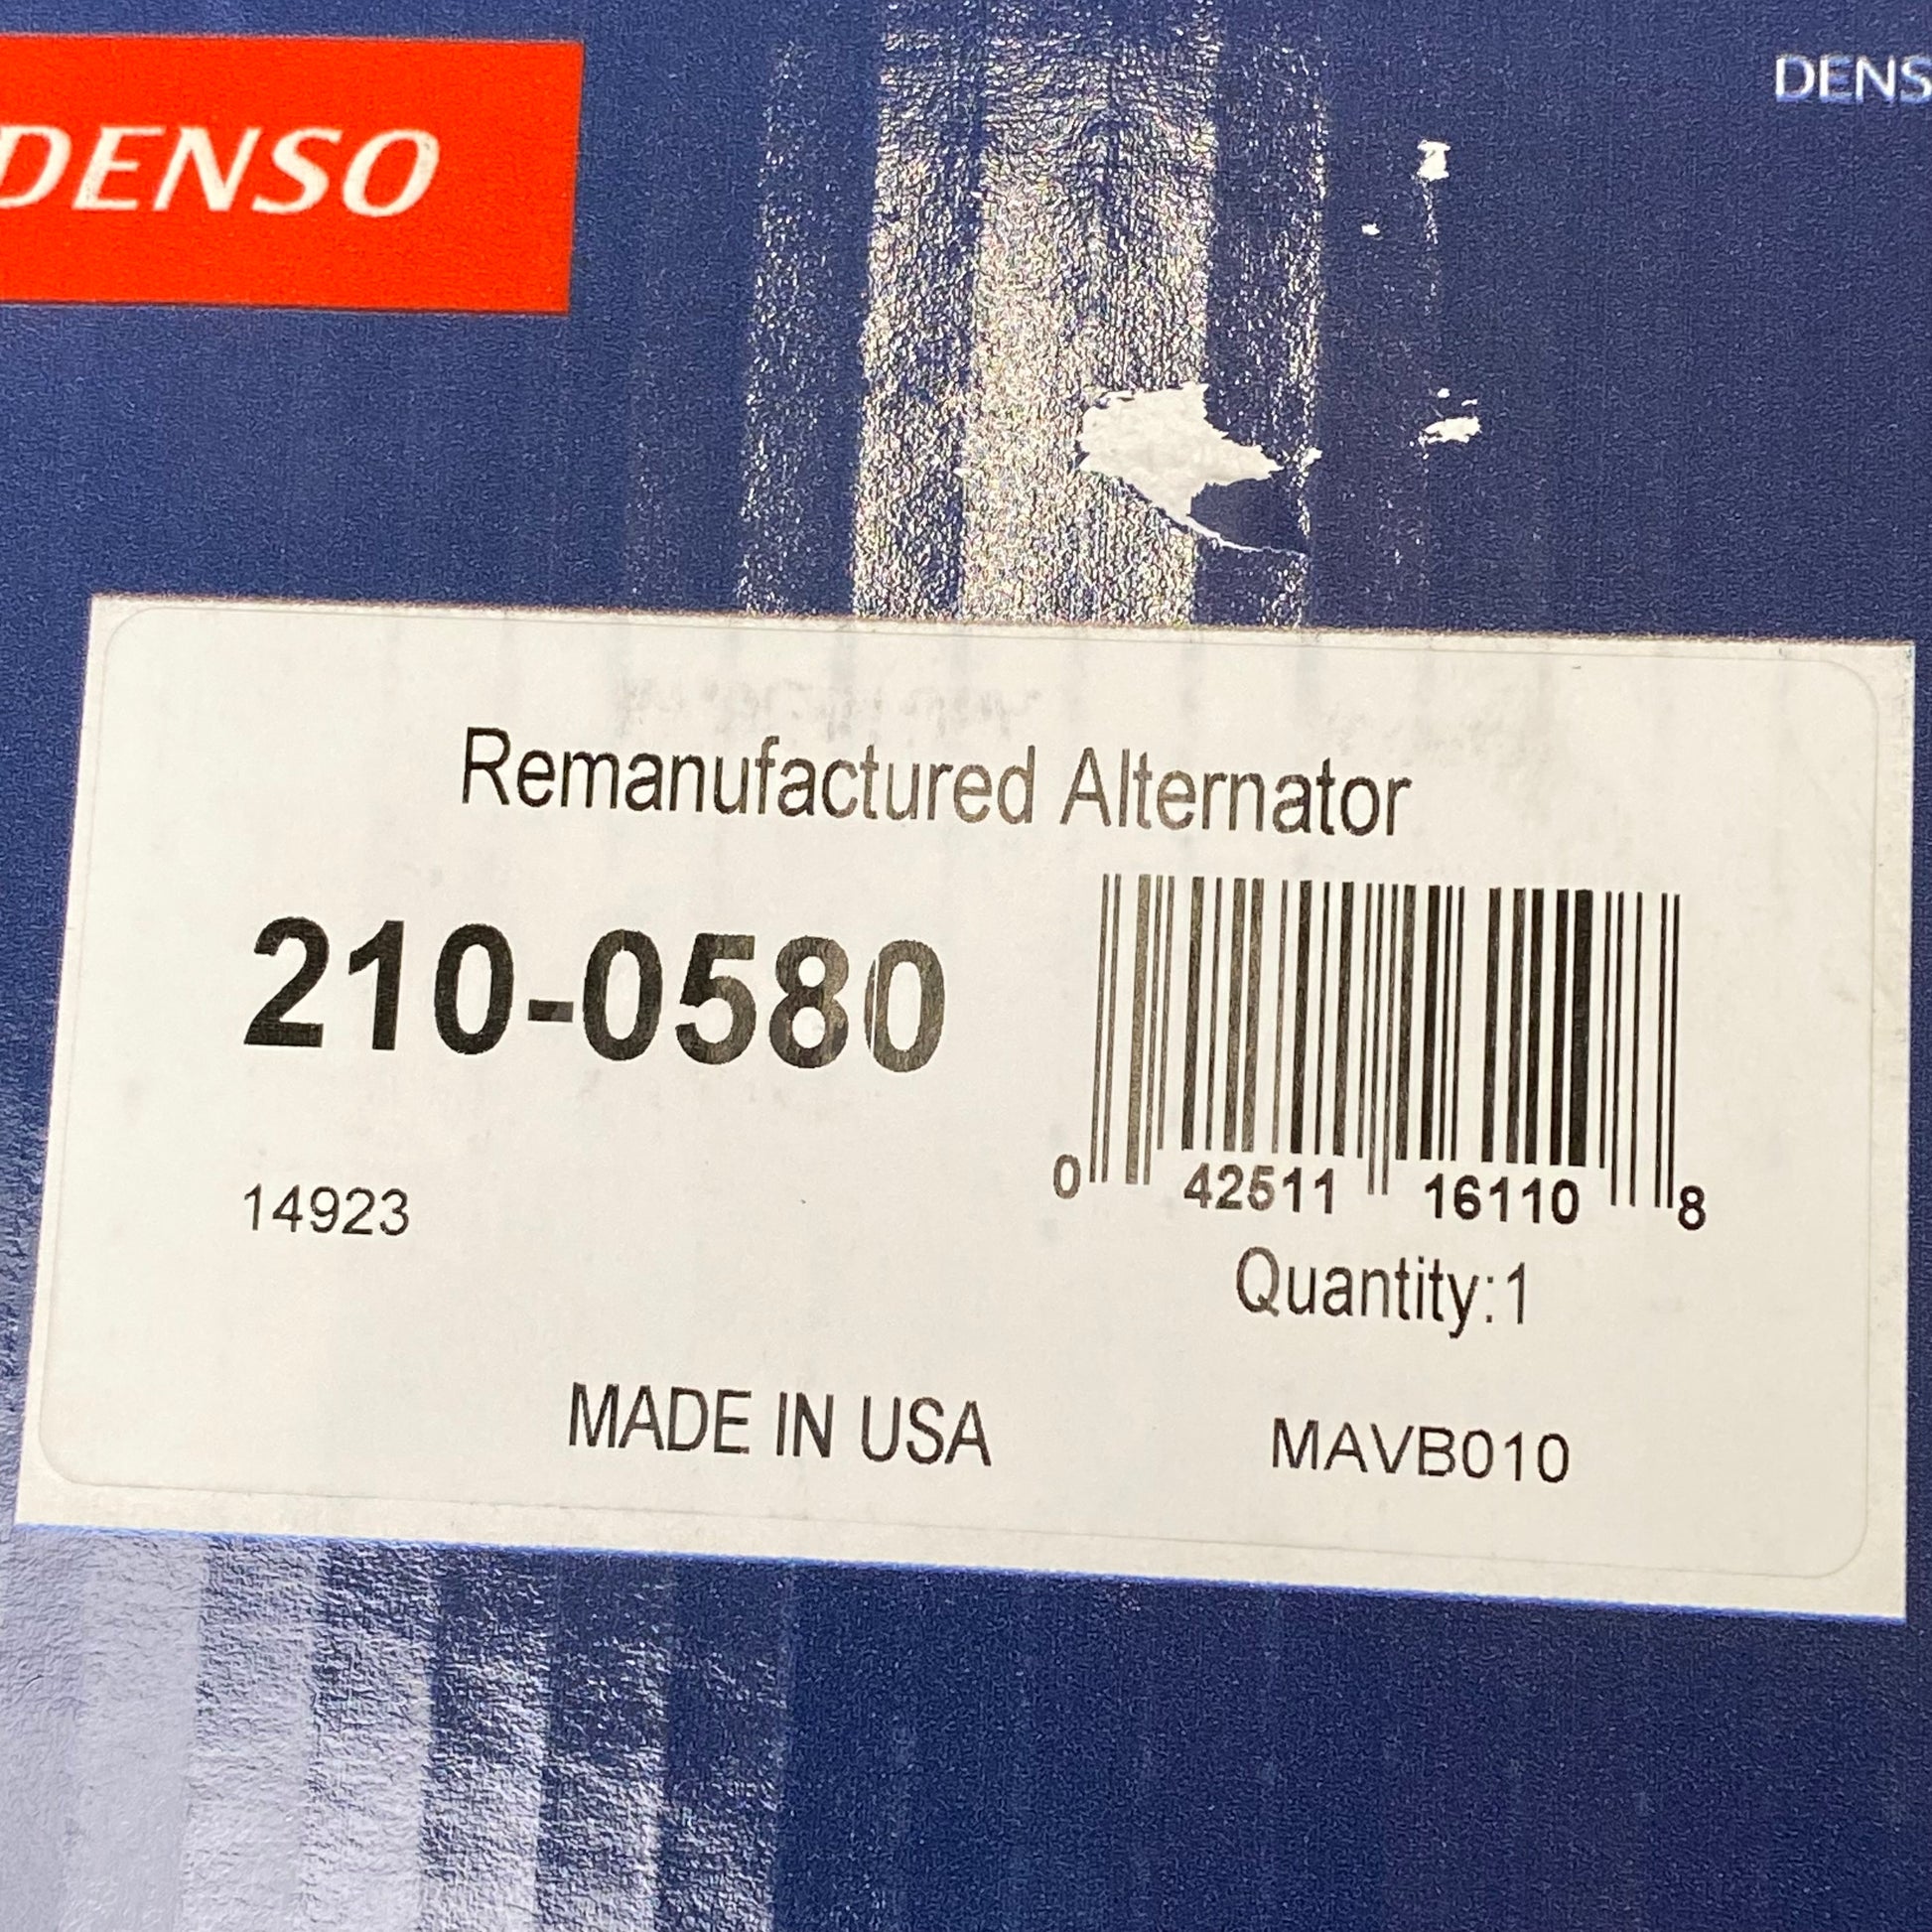 DENSO
DENS
Remanufactured Alternator
210-0580
0 42511 16110 8
14923
Quantity:1
MADE IN USA
MAVB010